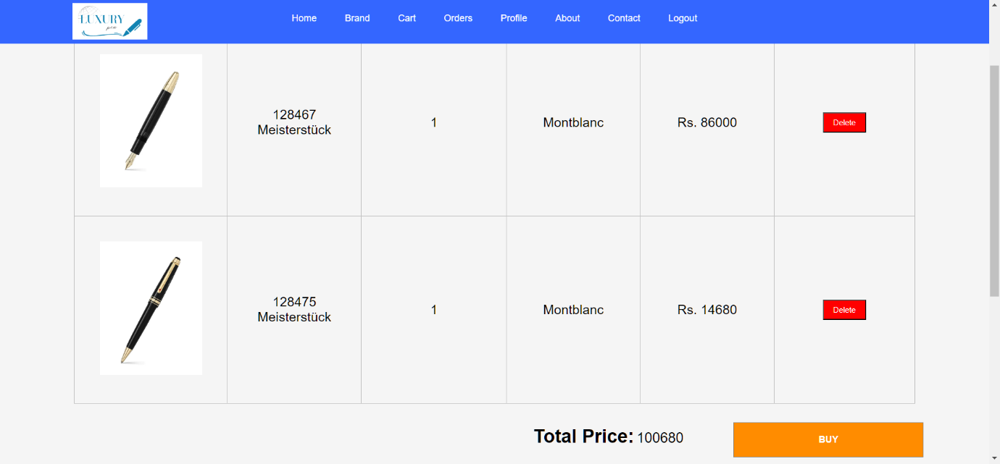 LUXURY
pen
Home Brand Cart Orders Profile About Contact Logout
128467
Meisterstück
1
Montblanc
Rs. 86000
Delete
128475
Meisterstück
1
Montblanc
Rs. 14680
Delete
Total Price: 100680
BUY